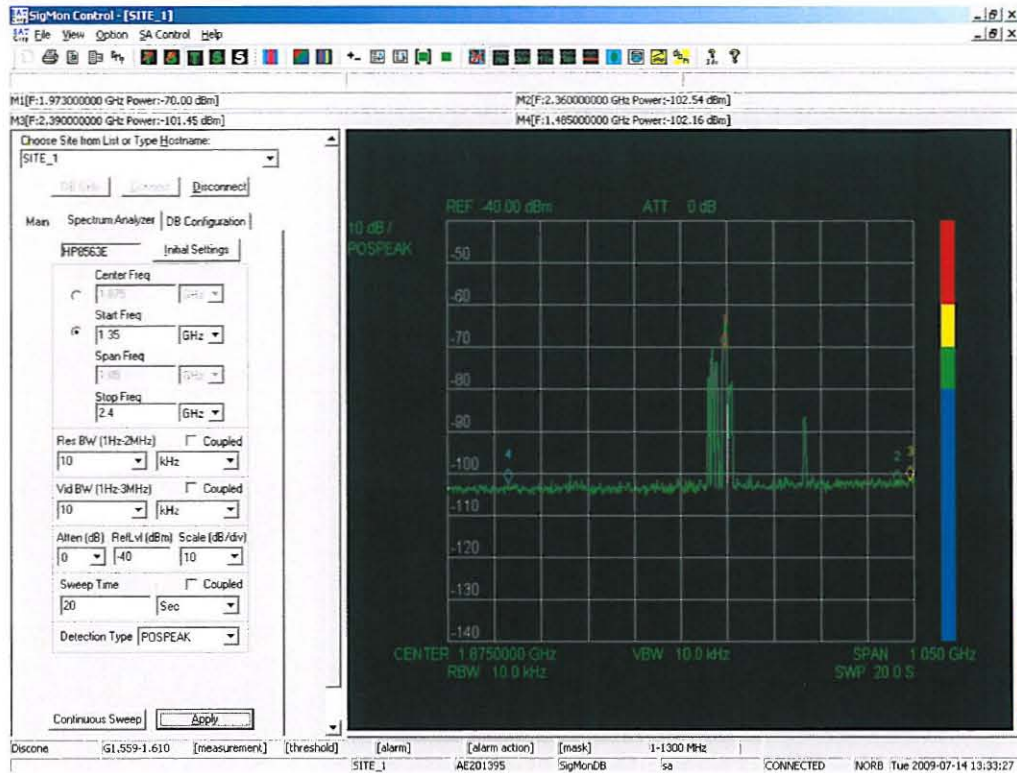 SigMon Control - [SITE_1]
File View Option SA Control Help
M1[F:1.973000000 GHz Power:-70.00 dBm]
M2[F:2.360000000 GHz Power:-102.54 dBm]
M3[F:2.390000000 GHz Power:-101.45 dBm]
M4[F:1.485000000 GHz Power:-102.16 dBm]
Choose Site from List or Type Hostname:
SITE_1
Disconnect
Main Spectrum Analyzer DB Configuration
HP8563E Initial Settings
Center Freq
1.875 GHz
Start Freq
1.35 GHz
Span Freq
1.05 GHz
Stop Freq
2.4 GHz
Res BW (1Hz-2MHz) Coupled
10 kHz
Vid BW (1Hz-3MHz) Coupled
10 kHz
Atten (dB) RefLvl (dBm) Scale (dB/div)
0 -40 10
Sweep Time Coupled
20 Sec
Detection Type POSPEAK
Continuous Sweep Apply
REF -40.00 dBm ATT 0 dB
10 dB /
POSPEAK
-50
-60
-70
-80
-90
-100
-110
-120
-130
-140
4
2
3
CENTER 1.8750000 GHz VBW 10.0 kHz SPAN 1.050 GHz
RBW 10.0 kHz SWP 20.0 S
Discone G1.559-1.610 [measurement] [threshold] [alarm] [alarm action] [mask] 1-1300 MHz
SITE_1 AE201395 SigMonDB sa CONNECTED NORB Tue 2009-07-14 13:33:27